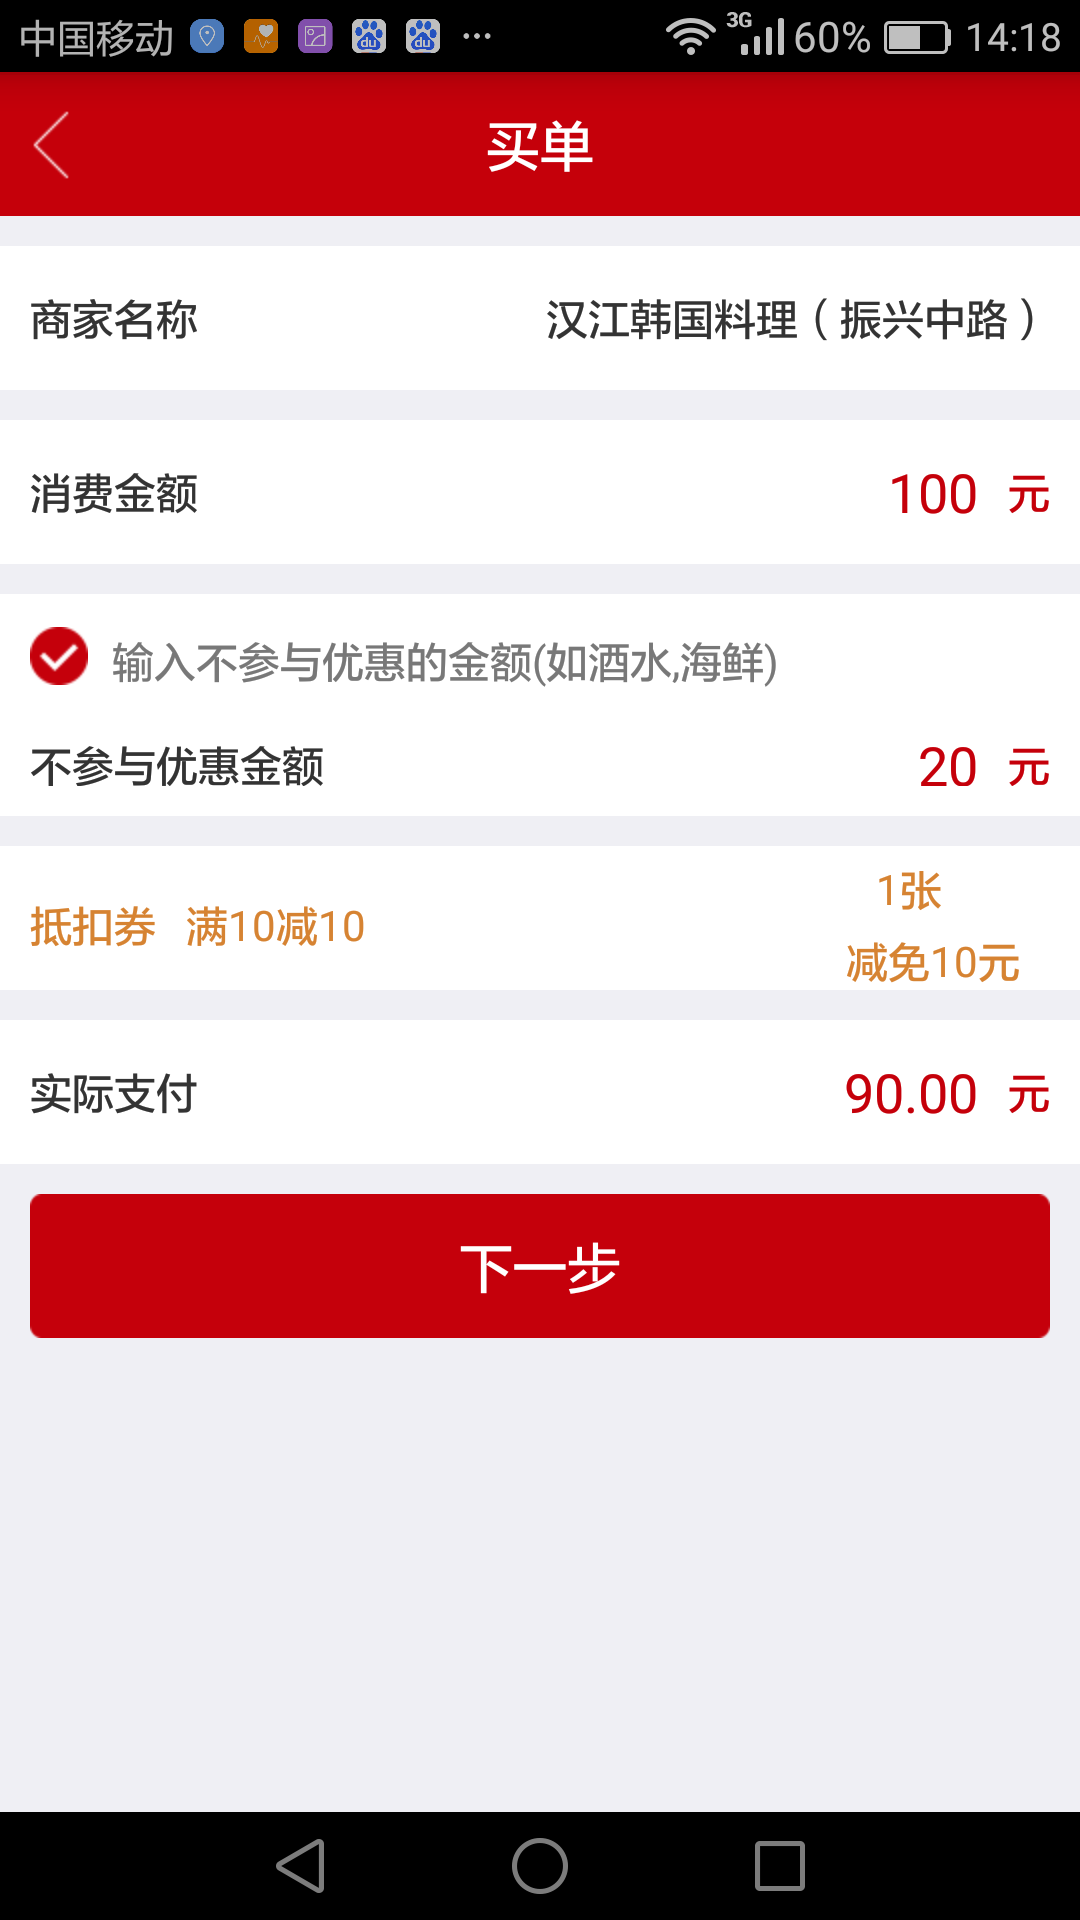 中国移动 du du ... 3G 60% 14:18
买单
商家名称 汉江韩国料理（振兴中路）
消费金额 100 元
输入不参与优惠的金额(如酒水,海鲜)
不参与优惠金额 20 元
抵扣券 满10减10 1张
减免10元
实际支付 90.00 元
下一步